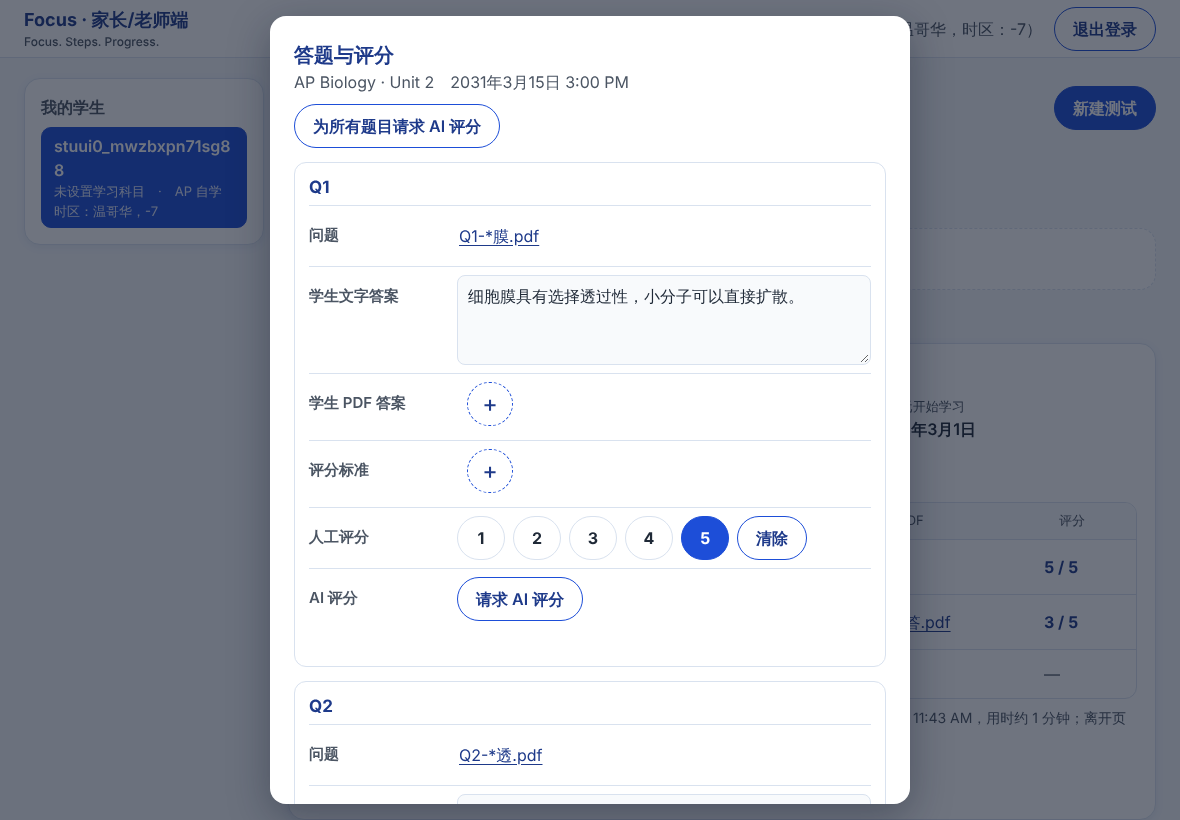 Focus · 家长/老师端
Focus. Steps. Progress.
温哥华，时区：-7）
退出登录
我的学生
stuui0_mwzbxpn71sg8
8
未设置学习科目 · AP 自学
时区：温哥华，-7
新建测试
答题与评分
AP Biology · Unit 2 2031年3月15日 3:00 PM
为所有题目请求 AI 评分
Q1
问题
Q1-*膜.pdf
学生文字答案
细胞膜具有选择透过性，小分子可以直接扩散。
学生 PDF 答案
+
评分标准
+
人工评分
1 2 3 4 5 清除
AI 评分
请求 AI 评分
Q2
问题
Q2-*透.pdf
开始学习
年3月1日
DF
评分
5 / 5
答.pdf
3 / 5
—
11:43 AM，用时约 1 分钟；离开页